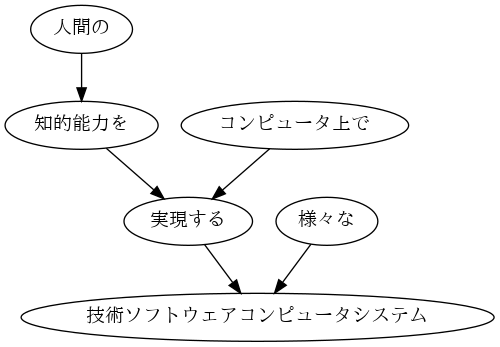 人間の
知的能力を
コンピュータ上で
実現する
様々な
技術ソフトウェアコンピュータシステム